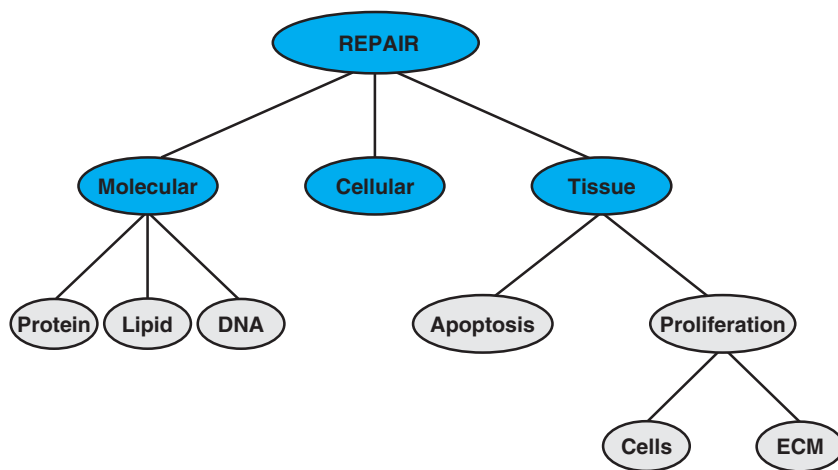 REPAIR
Molecular
Cellular
Tissue
Protein
Lipid
DNA
Apoptosis
Proliferation
Cells
ECM